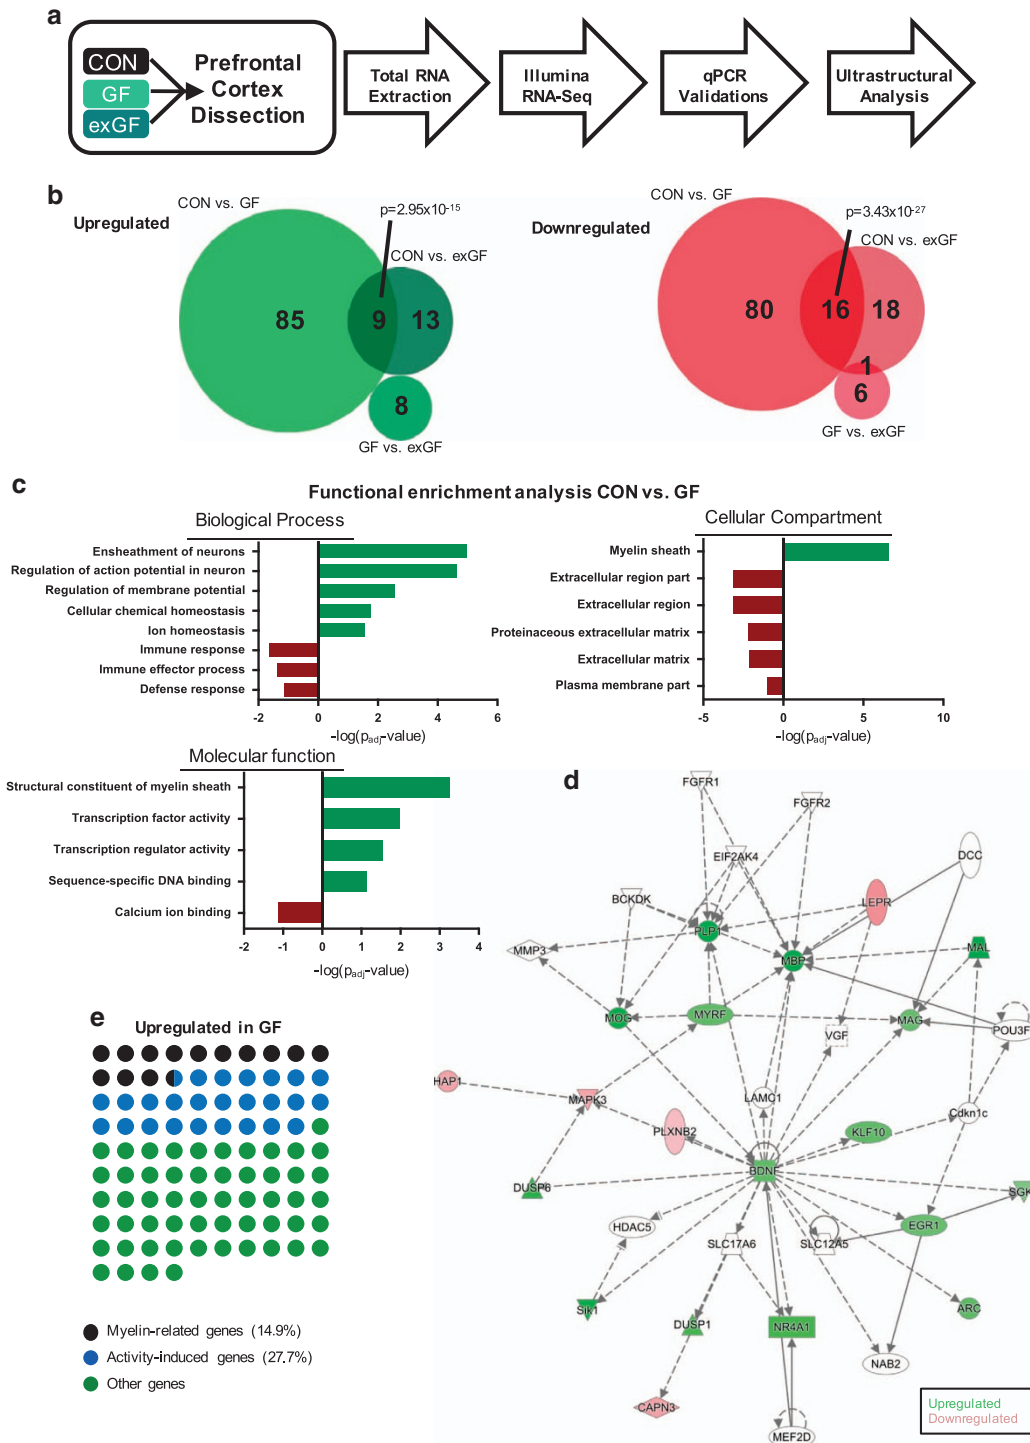 a
CON
GF
exGF
Prefrontal
Cortex
Dissection
Total RNA
Extraction
Illumina
RNA-Seq
qPCR
Validations
Ultrastructural
Analysis
b
Upregulated
CON vs. GF
p=2.95x10-15
CON vs. exGF
85
9
13
8
GF vs. exGF
Downregulated
CON vs. GF
p=3.43x10-27
CON vs. exGF
80
16
18
1
6
GF vs. exGF
c
Functional enrichment analysis CON vs. GF
Biological Process
Ensheathment of neurons
Regulation of action potential in neuron
Regulation of membrane potential
Cellular chemical homeostasis
Ion homeostasis
Immune response
Immune effector process
Defense response
-2 0 2 4 6
-log(padj-value)
Cellular Compartment
Myelin sheath
Extracellular region part
Extracellular region
Proteinaceous extracellular matrix
Extracellular matrix
Plasma membrane part
-5 0 5 10
-log(padj-value)
Molecular function
Structural constituent of myelin sheath
Transcription factor activity
Transcription regulator activity
Sequence-specific DNA binding
Calcium ion binding
-2 -1 0 1 2 3 4
-log(padj-value)
d
FGFR1
FGFR2
EIF2AK4
DCC
BCKDK
LEPR
PLP1
MMP3
MBP
MAL
MOG
MYRF
VGF
MAG
POU3F
HAP1
MAPK3
LAMC1
Cdkn1c
PLXNB2
KLF10
BDNF
DUSP6
SGK
HDAC5
SLC17A6
SLC12A5
EGR1
Sik1
DUSP1
NR4A1
ARC
NAB2
CAPN3
MEF2D
Upregulated
Downregulated
e
Upregulated in GF
Myelin-related genes (14.9%)
Activity-induced genes (27.7%)
Other genes